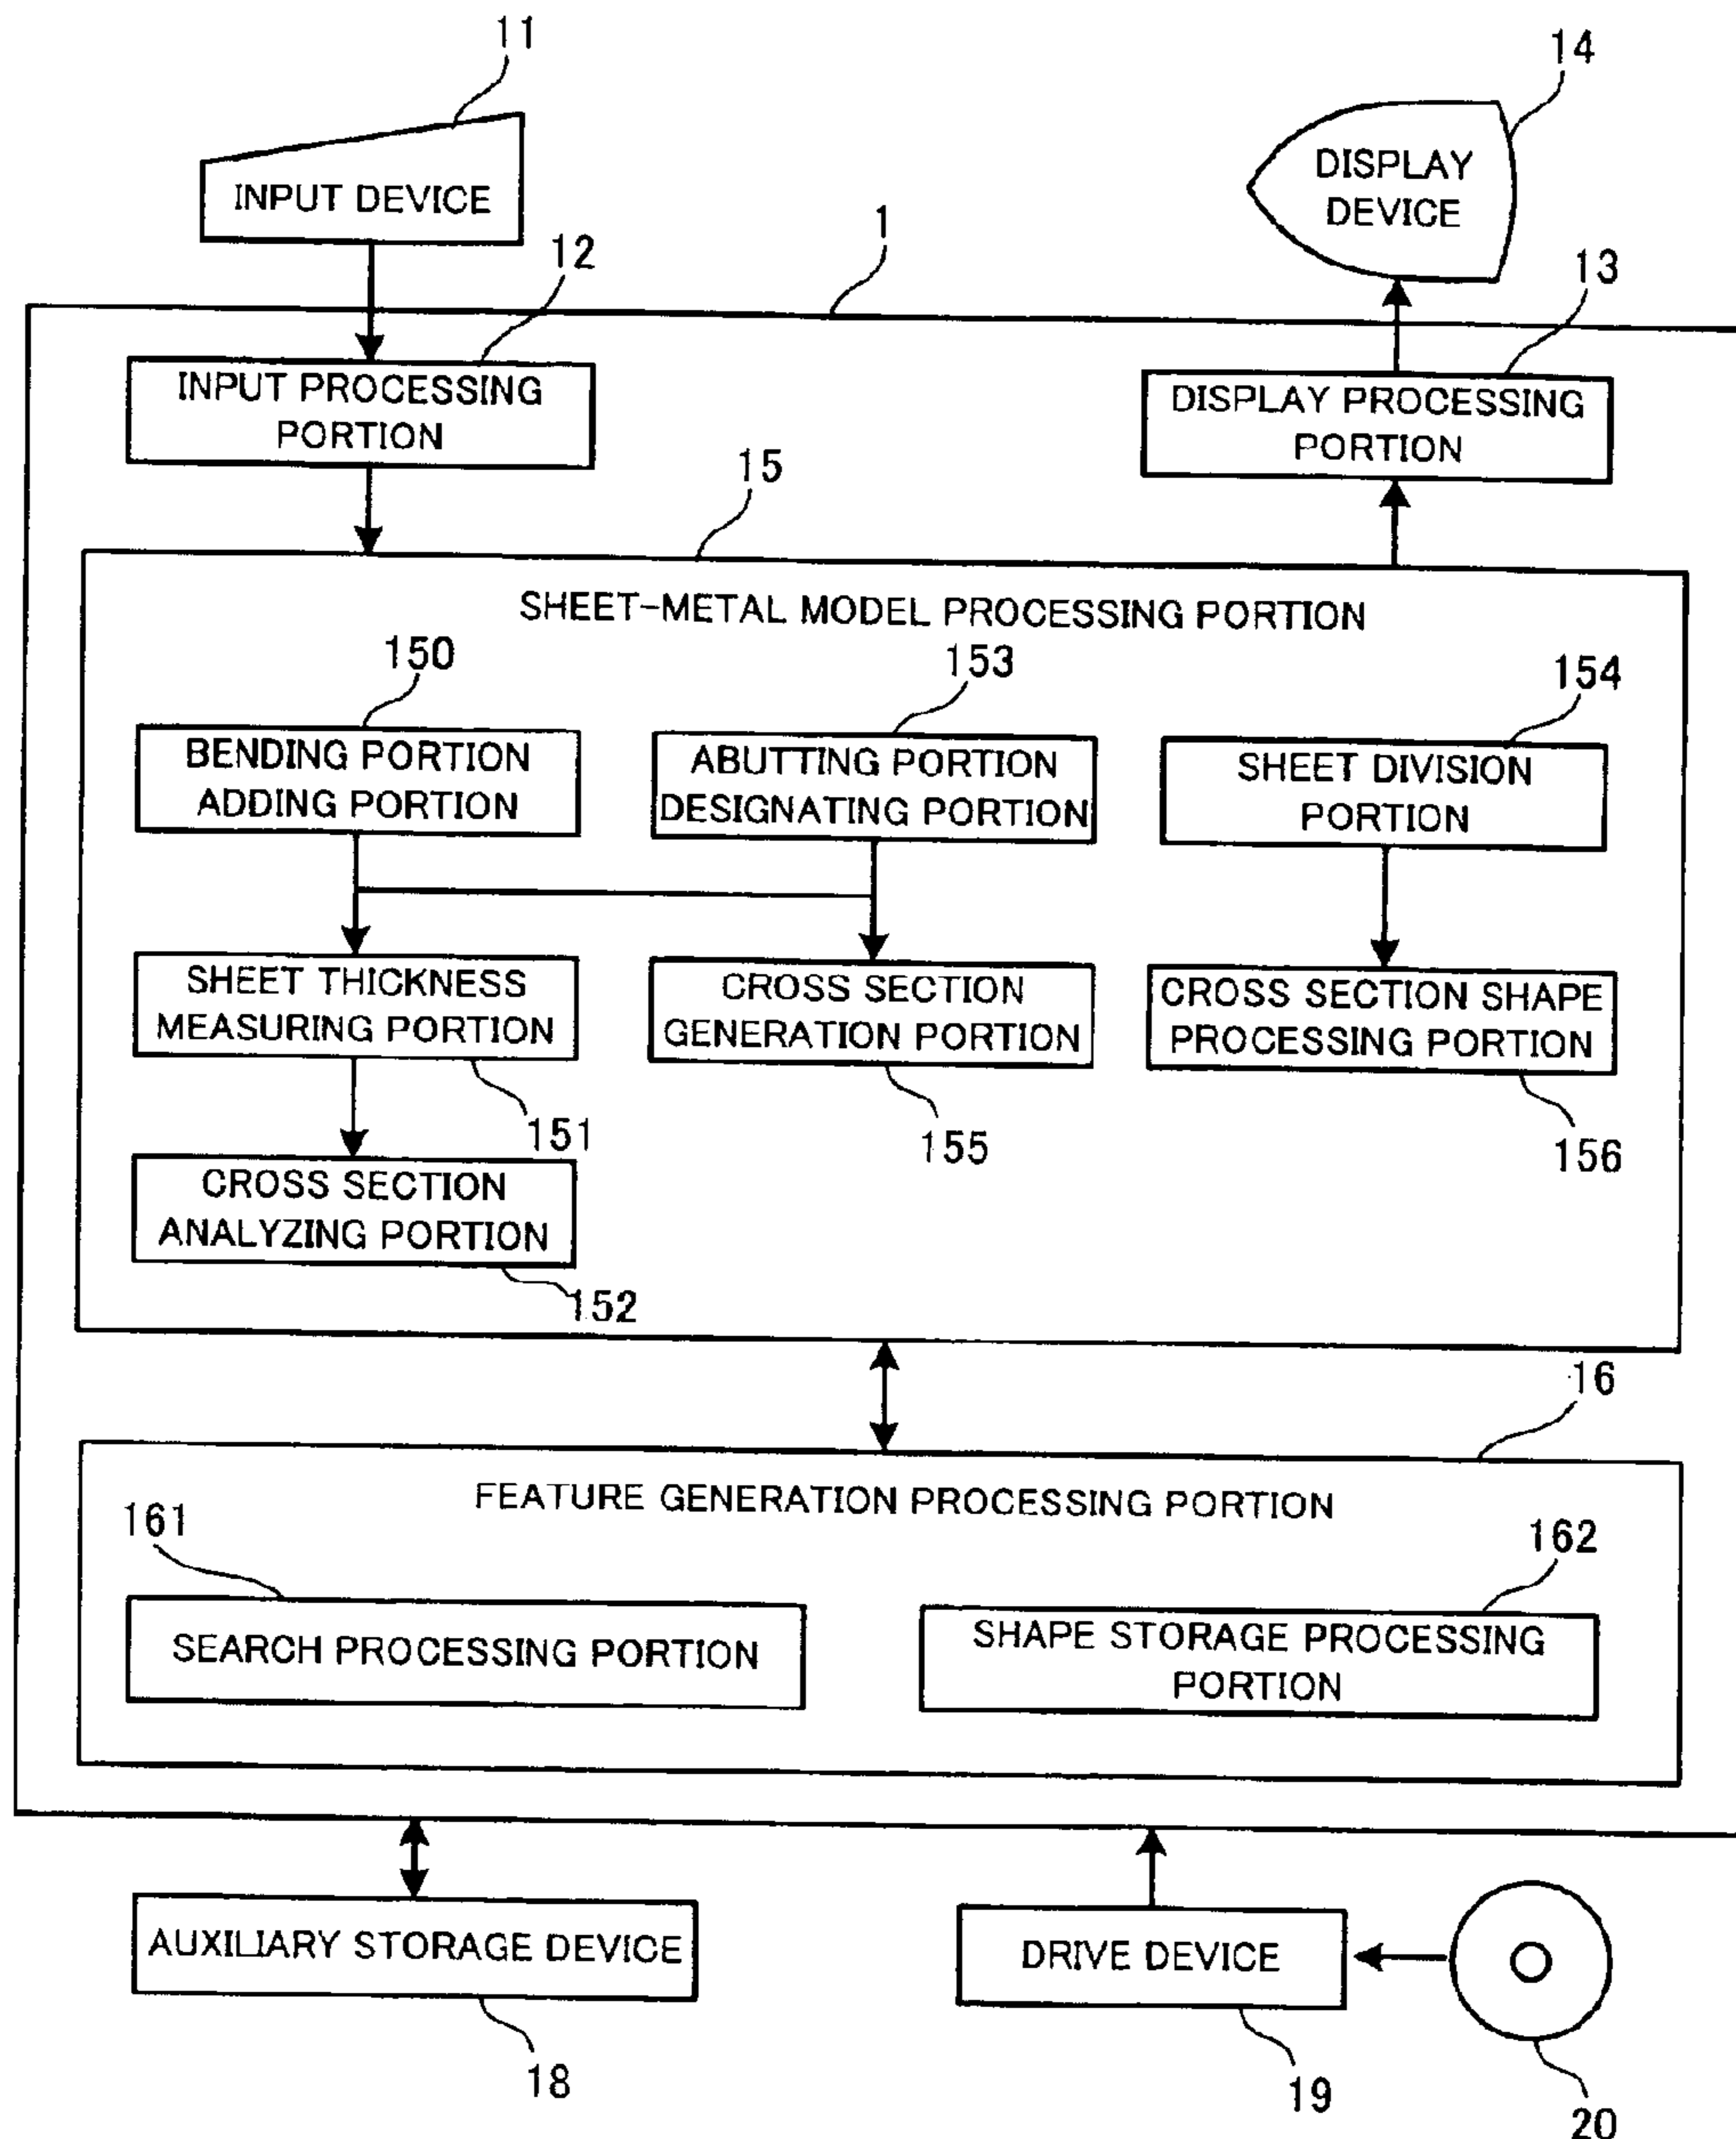 11
14
INPUT DEVICE
DISPLAY
DEVICE
1
12
13
INPUT PROCESSING
PORTION
DISPLAY PROCESSING
PORTION
15
SHEET-METAL MODEL PROCESSING PORTION
150
153
154
BENDING PORTION
ADDING PORTION
ABUTTING PORTION
DESIGNATING PORTION
SHEET DIVISION
PORTION
SHEET THICKNESS
MEASURING PORTION
CROSS SECTION
GENERATION PORTION
CROSS SECTION SHAPE
PROCESSING PORTION
151
155
156
CROSS SECTION
ANALYZING PORTION
152
16
FEATURE GENERATION PROCESSING PORTION
161
162
SEARCH PROCESSING PORTION
SHAPE STORAGE PROCESSING
PORTION
AUXILIARY STORAGE DEVICE
DRIVE DEVICE
18
19
20